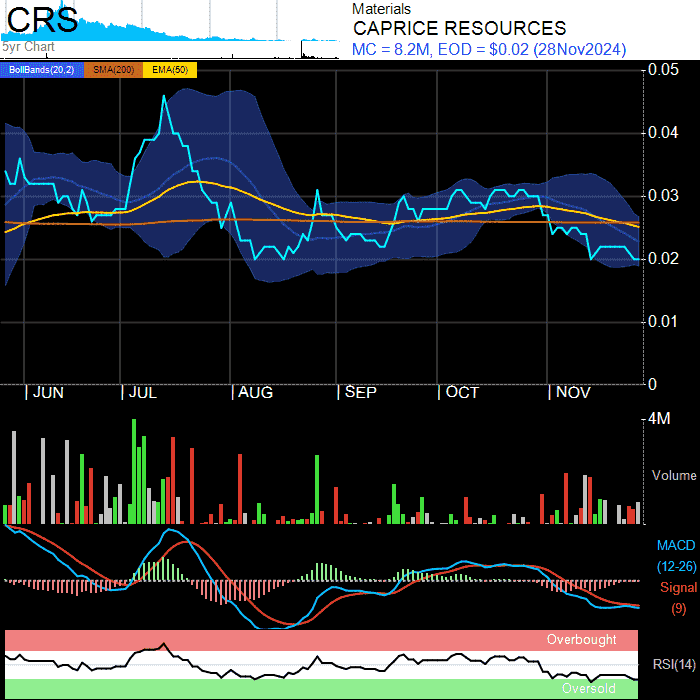 CRS
5yr Chart
Materials
CAPRICE RESOURCES
MC = 8.2M, EOD = $0.02 (28Nov2024)
BollBands(20,2) SMA(200) EMA(50)
0.05
0.04
0.03
0.02
0.01
0
JUN JUL AUG SEP OCT NOV
4M
Volume
MACD
(12-26)
Signal
(9)
Overbought
RSI(14)
Oversold